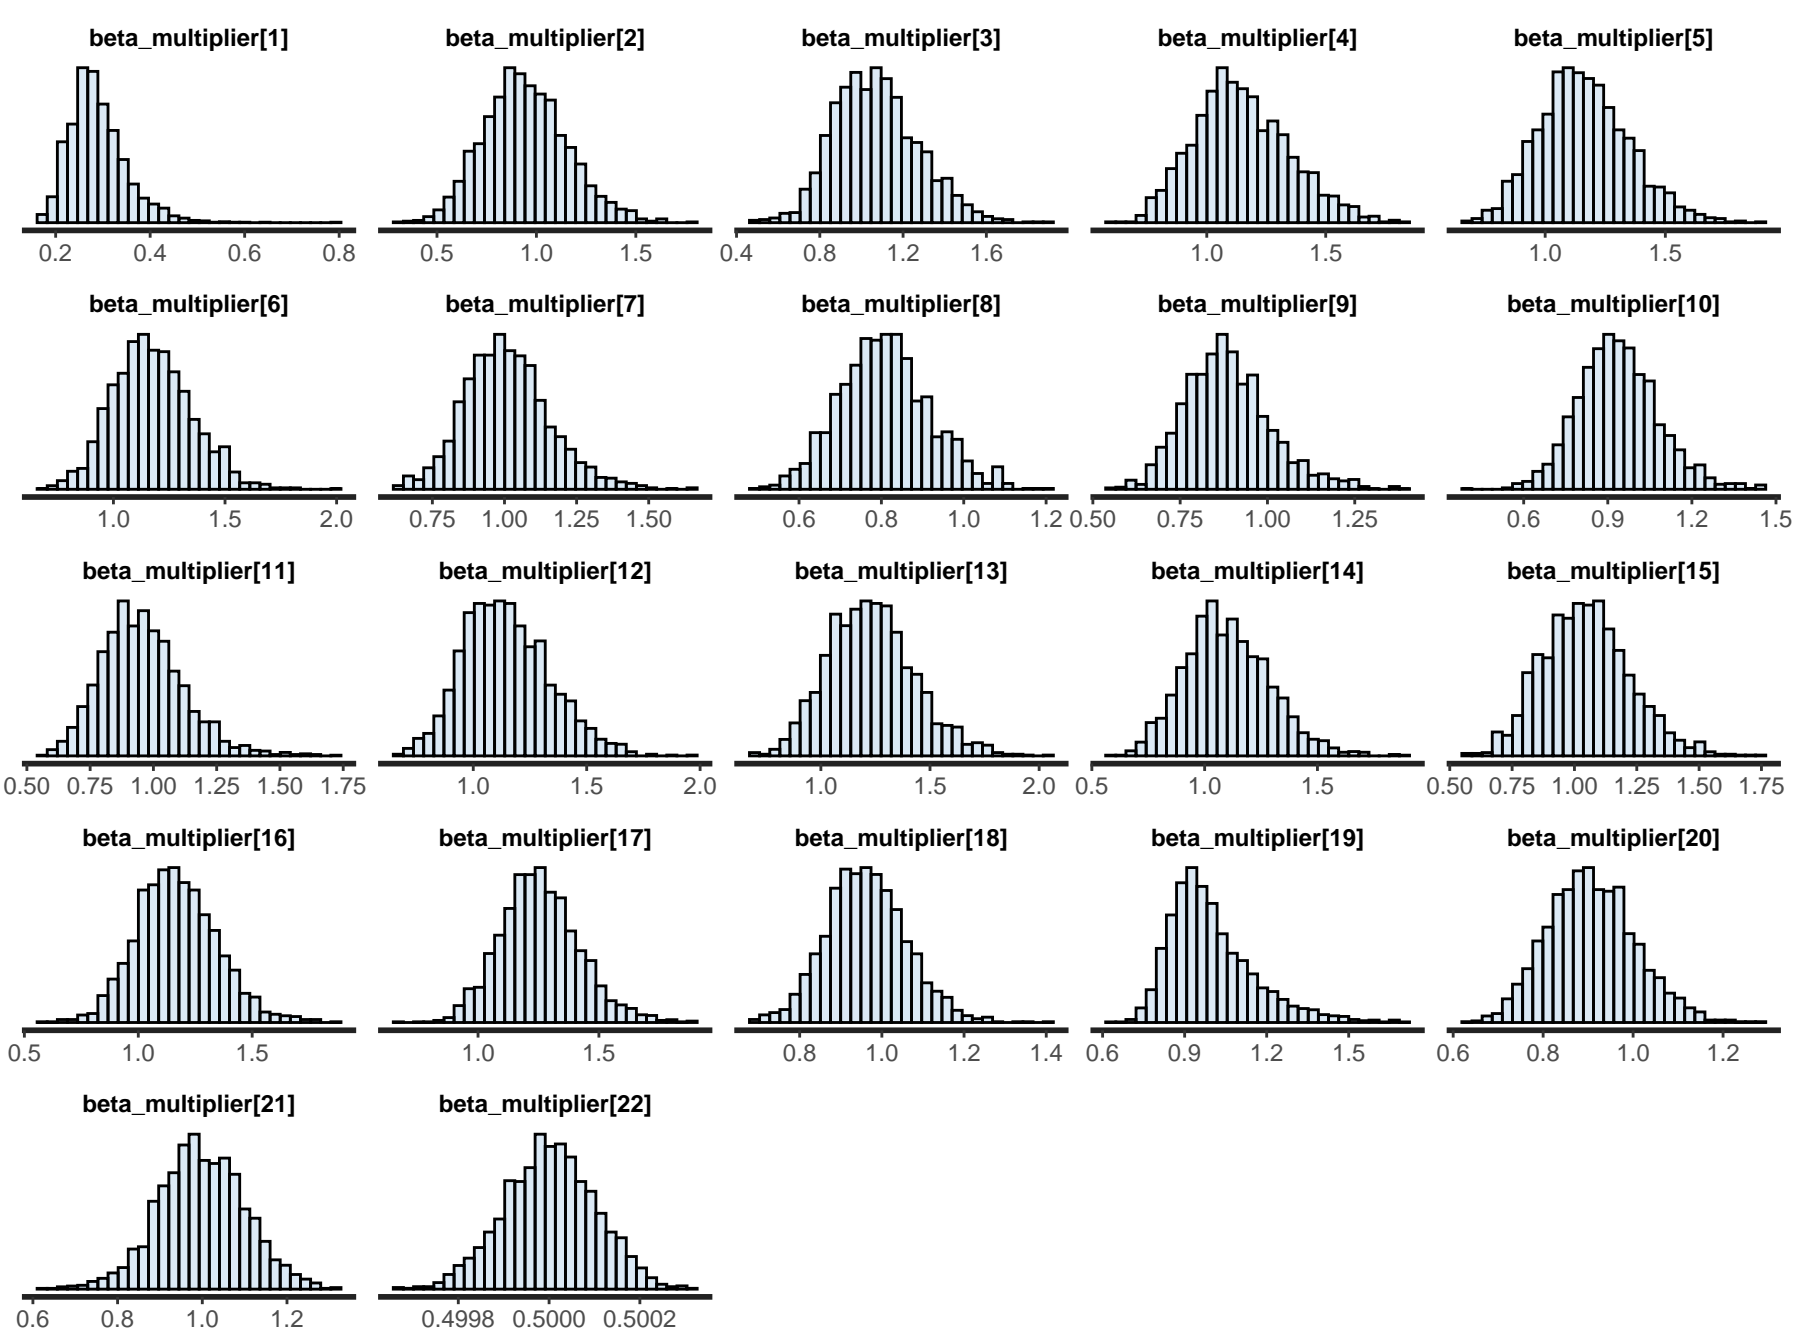 beta_multiplier[1] beta_multiplier[2] beta_multiplier[3] beta_multiplier[4] beta_multiplier[5]
0.2 0.4 0.6 0.8 0.5 1.0 1.5 0.4 0.8 1.2 1.6 1.0 1.5 1.0 1.5
beta_multiplier[6] beta_multiplier[7] beta_multiplier[8] beta_multiplier[9] beta_multiplier[10]
1.0 1.5 2.0 0.75 1.00 1.25 1.50 0.6 0.8 1.0 1.2 0.50 0.75 1.00 1.25 0.6 0.9 1.2 1.5
beta_multiplier[11] beta_multiplier[12] beta_multiplier[13] beta_multiplier[14] beta_multiplier[15]
0.50 0.75 1.00 1.25 1.50 1.75 1.0 1.5 2.0 1.0 1.5 2.0 0.5 1.0 1.5 0.50 0.75 1.00 1.25 1.50 1.75
beta_multiplier[16] beta_multiplier[17] beta_multiplier[18] beta_multiplier[19] beta_multiplier[20]
0.5 1.0 1.5 1.0 1.5 0.8 1.0 1.2 1.4 0.6 0.9 1.2 1.5 0.6 0.8 1.0 1.2
beta_multiplier[21] beta_multiplier[22]
0.6 0.8 1.0 1.2 0.4998 0.5000 0.5002